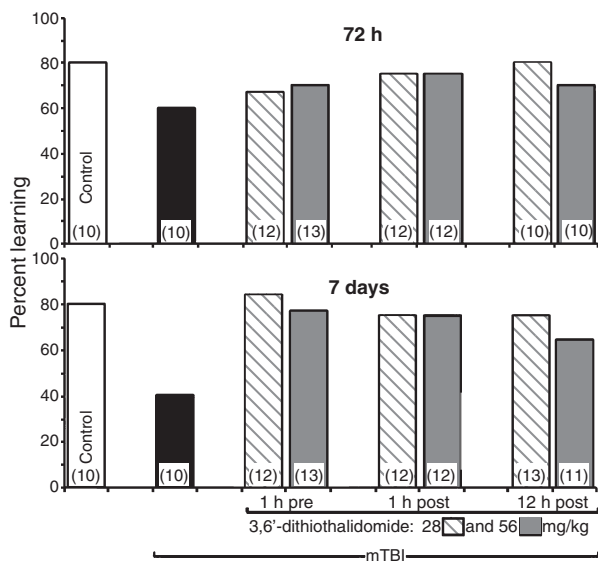 72 h
100
80
60
40
20
0
Control
(10) (10) (12) (13) (12) (12) (10) (10)
Percent learning
7 days
100
80
60
40
20
0
Control
(10) (10) (12) (13) (12) (12) (13) (11)
1 h pre 1 h post 12 h post
3,6'-dithiothalidomide: 28 and 56 mg/kg
mTBI